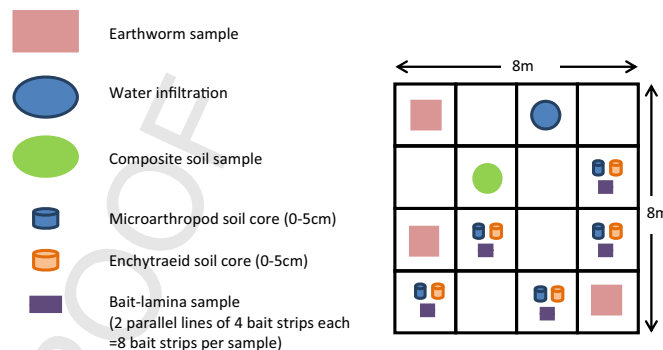 Earthworm sample
Water infiltration
Composite soil sample
Microarthropod soil core (0-5cm)
Enchytraeid soil core (0-5cm)
Bait-lamina sample
(2 parallel lines of 4 bait strips each
=8 bait strips per sample)
8m
8m
OOF